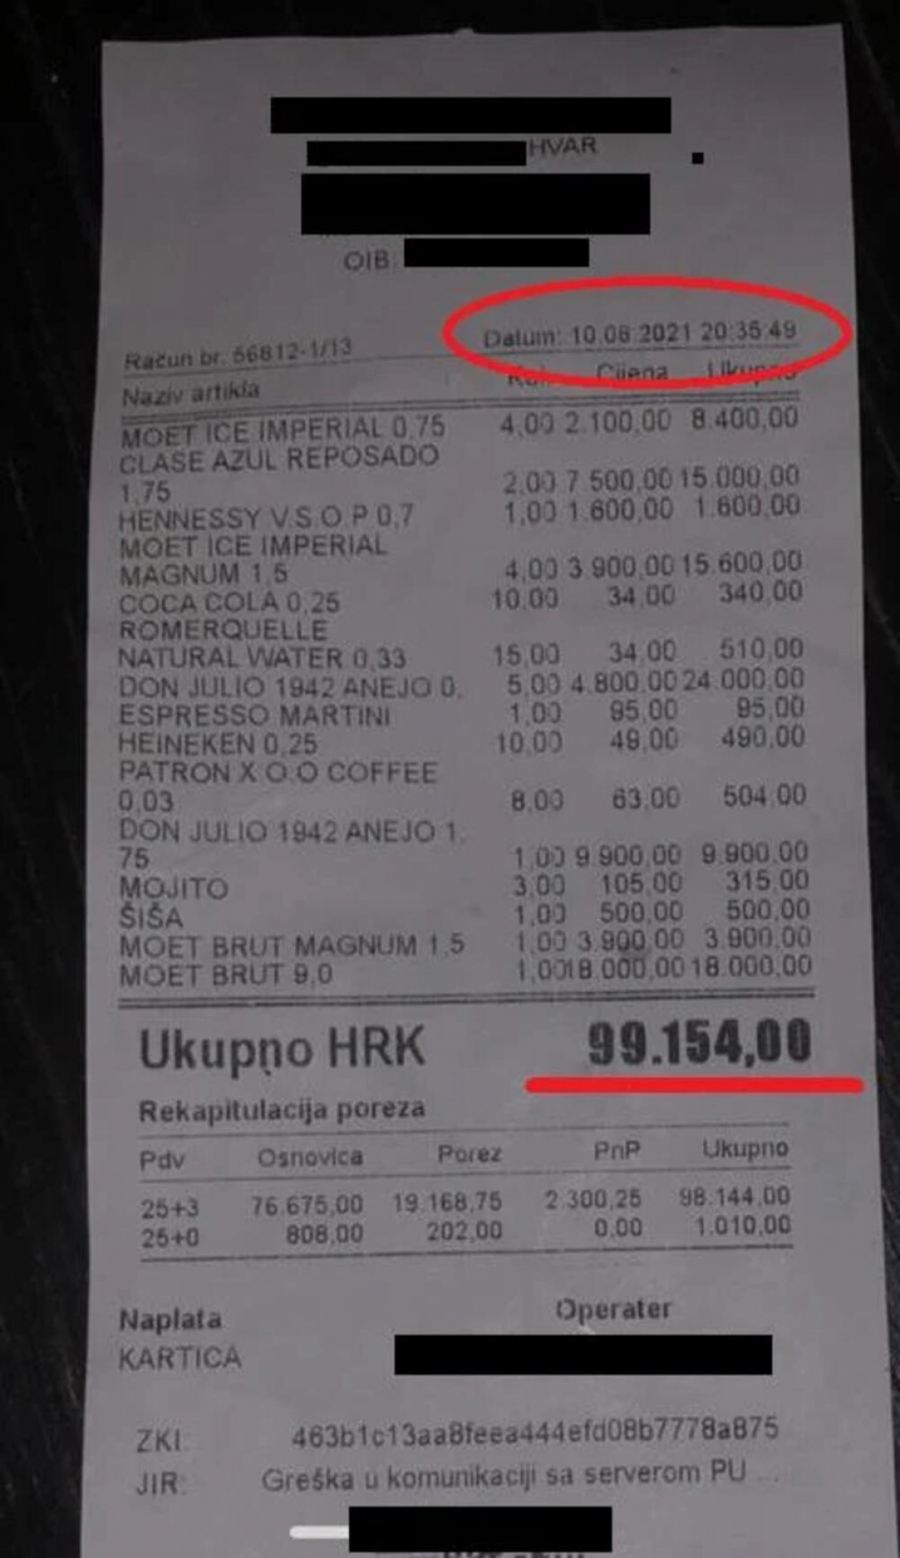 HVAR
OIB:
Datum: 10.08.2021 20:35:49
Račun br. 56812-1/13
Naziv artikla Kol. Cijena Ukupno
MOET ICE IMPERIAL 0,75 4,00 2.100,00 8.400,00
CLASE AZUL REPOSADO
1,75 2,00 7.500,00 15.000,00
HENNESSY V.S.O.P 0,7 1,00 1.600,00 1.600,00
MOET ICE IMPERIAL
MAGNUM 1,5 4,00 3.900,00 15.600,00
COCA COLA 0,25 10,00 34,00 340,00
ROMERQUELLE
NATURAL WATER 0,33 15,00 34,00 510,00
DON JULIO 1942 ANEJO 0, 5,00 4.800,00 24.000,00
ESPRESSO MARTINI 1,00 95,00 95,00
HEINEKEN 0,25 10,00 49,00 490,00
PATRON X.O.O COFFEE
0,03 8,00 63,00 504,00
DON JULIO 1942 ANEJO 1,
75 1,00 9.900,00 9.900,00
MOJITO 3,00 105,00 315,00
ŠIŠA 1,00 500,00 500,00
MOET BRUT MAGNUM 1,5 1,00 3.900,00 3.900,00
MOET BRUT 9,0 1,00 18.000,00 18.000,00
Ukupno HRK 99.154,00
Rekapitulacija poreza
Pdv Osnovica Porez PnP Ukupno
25+3 76.675,00 19.168,75 2.300,25 98.144,00
25+0 808,00 202,00 0,00 1.010,00
Naplata Operater
KARTICA
ZKI: 463b1c13aa8feea444efd08b7778a875
JIR: Greška u komunikaciji sa serverom PU ...